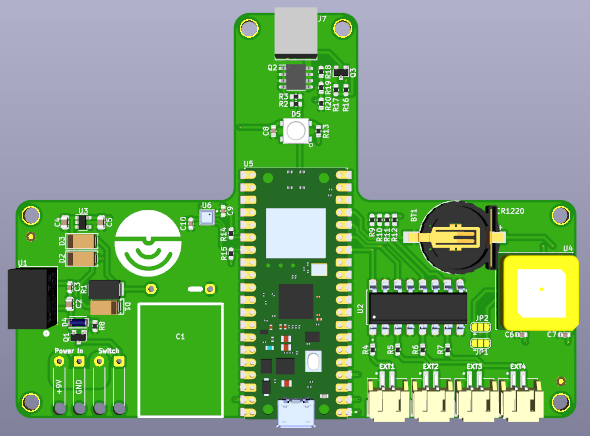 J7
Q2
R18
Q3
R19
R17
R16
R20
D5
C8
R13
U5
U3
C4
C5
U6
C10
C9
R14
R15
D3
D2
BT1
CR1220
R9
R10
R11
R12
U4
U1
C3
R1
C2
D1
D4
R8
Q1
C1
U2
JP2
JP1
C6
C7
R4
R5
R6
R7
Power In
Switch
+9V
GND
EXT1
EXT2
EXT3
EXT4